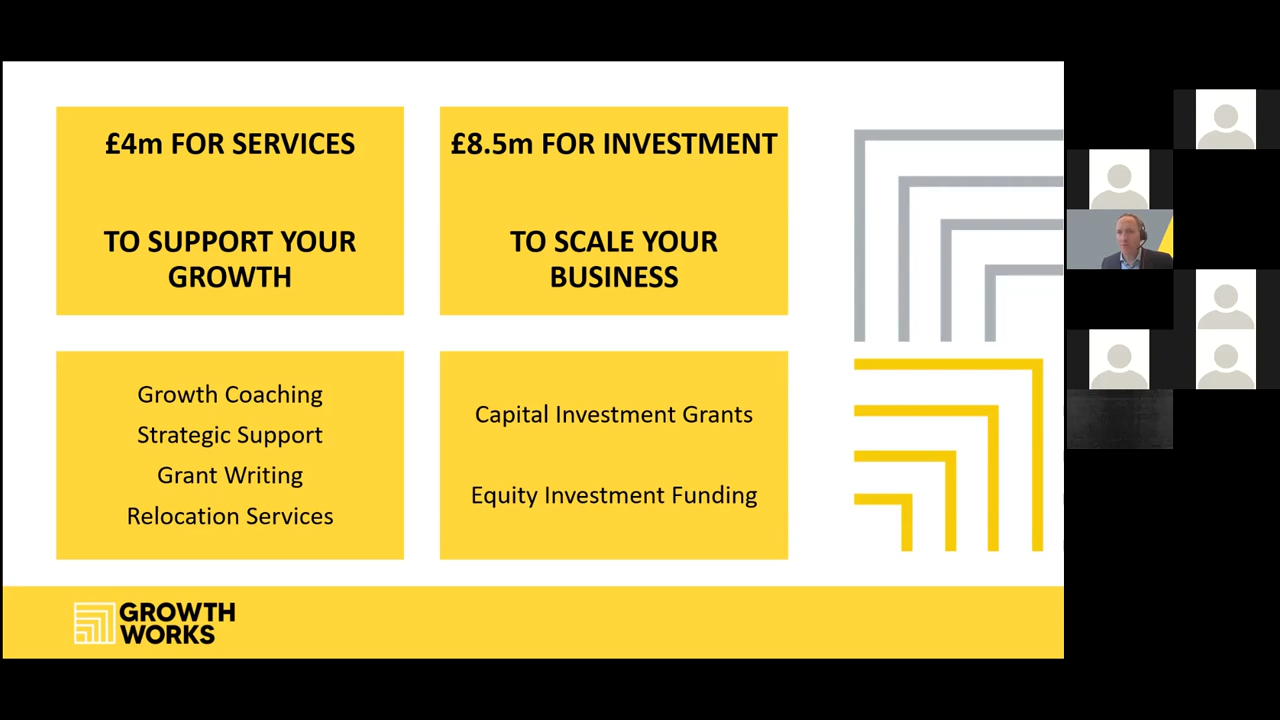 £4m FOR SERVICES
TO SUPPORT YOUR
GROWTH
£8.5m FOR INVESTMENT
TO SCALE YOUR
BUSINESS
Growth Coaching
Strategic Support
Grant Writing
Relocation Services
Capital Investment Grants
Equity Investment Funding
GROWTH
WORKS